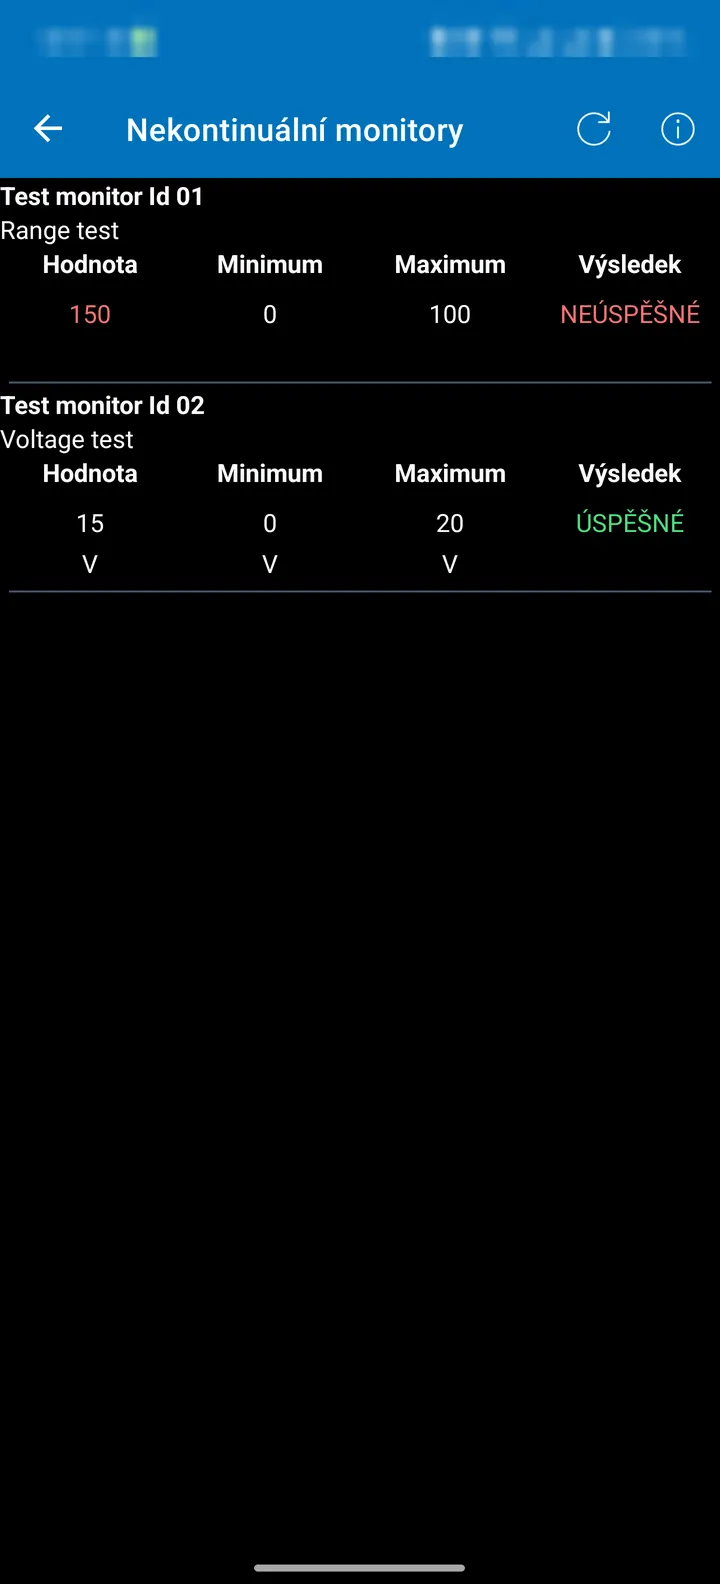 Nekontinuální monitory
Test monitor Id 01
Range test
Hodnota Minimum Maximum Výsledek
150 0 100 NEÚSPĚŠNÉ
Test monitor Id 02
Voltage test
Hodnota Minimum Maximum Výsledek
15 0 20 ÚSPĚŠNÉ
V V V